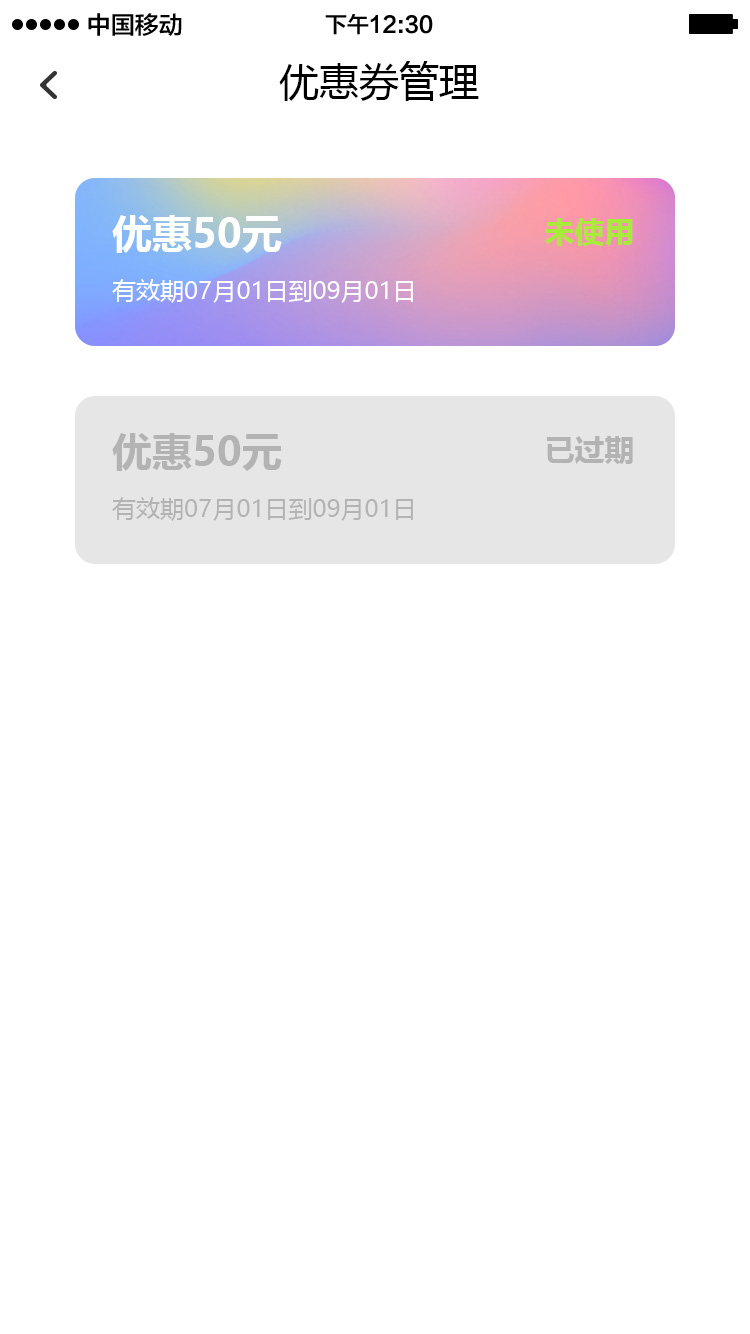 中国移动 下午12:30
优惠券管理
优惠50元 未使用
有效期07月01日到09月01日
优惠50元 已过期
有效期07月01日到09月01日